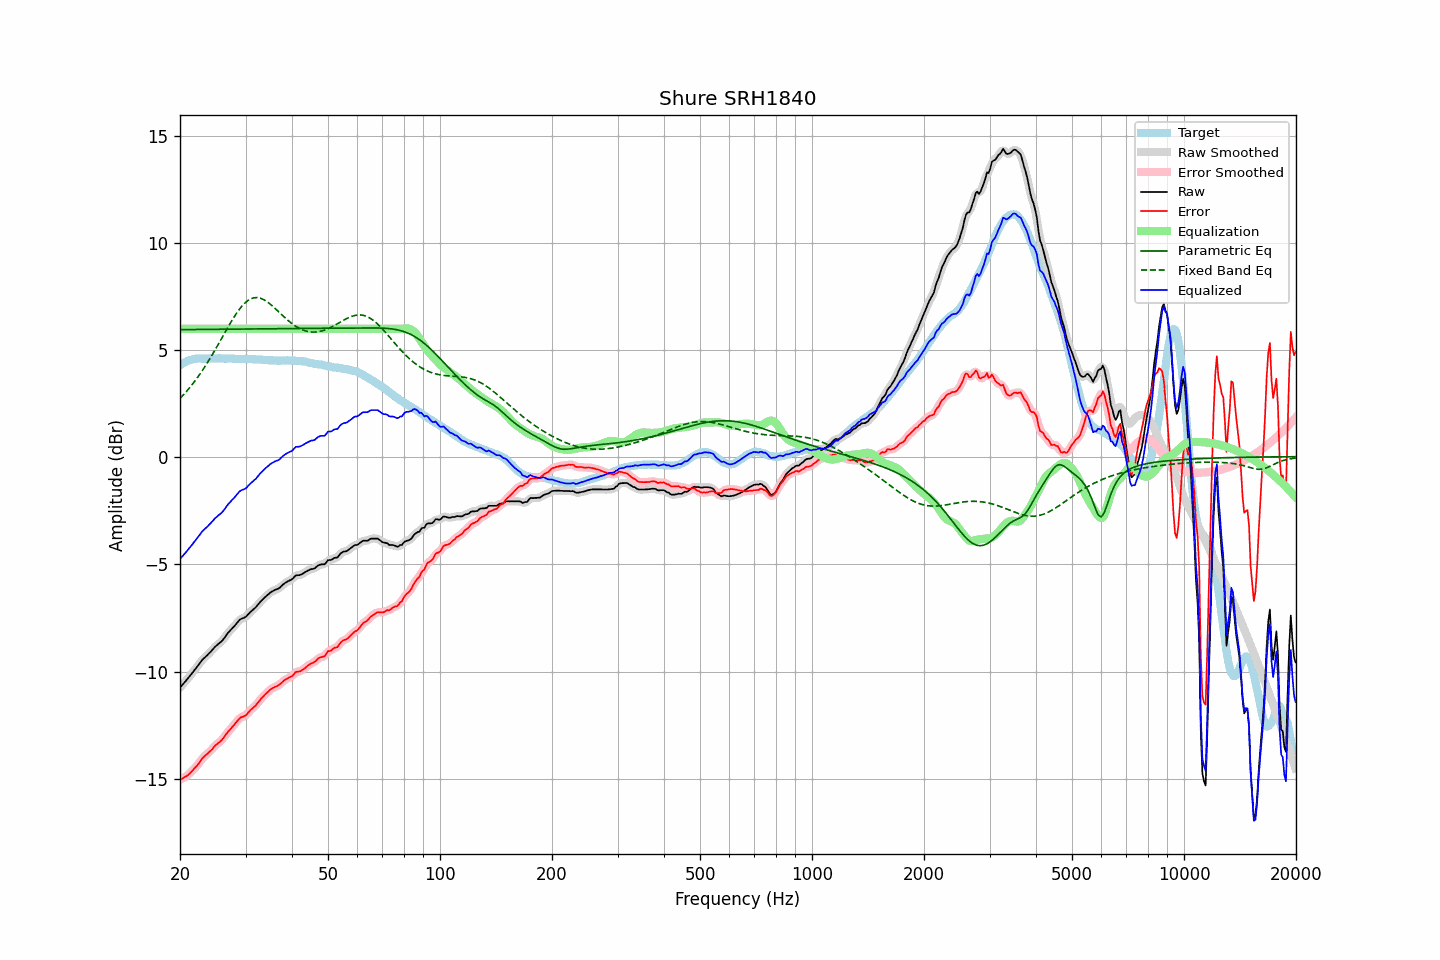 Shure SRH1840
Amplitude (dBr)
15
10
5
0
−5
−10
−15
Target
Raw Smoothed
Error Smoothed
Raw
Error
Equalization
Parametric Eq
Fixed Band Eq
Equalized
20 50 100 200 500 1000 2000 5000 10000 20000
Frequency (Hz)